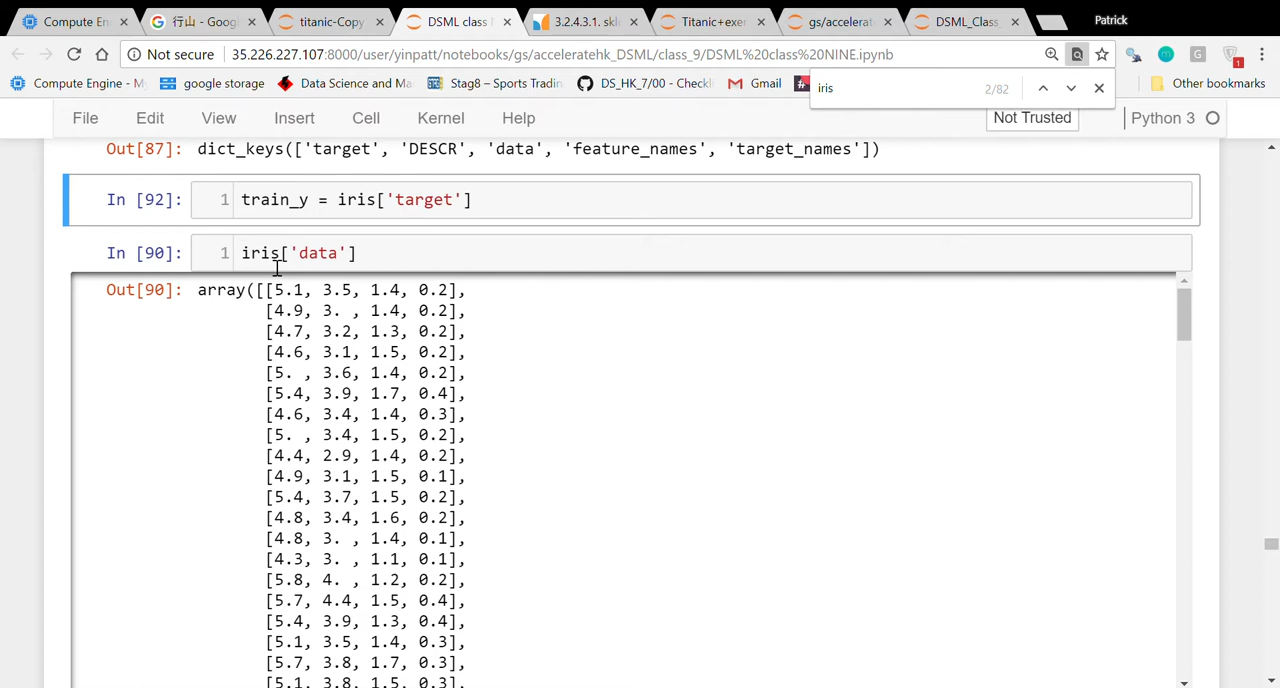 Patrick
Compute En
行山 - Goog
titanic-Copy
DSML class
3.2.4.3.1. skl
Titanic+exer
gs/accelerat
DSML_Class
Not secure
35.226.227.107:8000/user/yinpatt/notebooks/gs/acceleratehk_DSML/class_9/DSML%20class%20NINE.ipynb
Compute Engine - My
google storage
Data Science and Ma
Stag8 – Sports Tradin
DS_HK_7/00 - Checkl
Gmail
Other bookmarks
iris 2/82
File Edit View Insert Cell Kernel Help
Not Trusted
Python 3
Out[87]: dict_keys(['target', 'DESCR', 'data', 'feature_names', 'target_names'])
In [92]: 1 train_y = iris['target']
In [90]: 1 iris['data']
Out[90]: array([[5.1, 3.5, 1.4, 0.2],
[4.9, 3. , 1.4, 0.2],
[4.7, 3.2, 1.3, 0.2],
[4.6, 3.1, 1.5, 0.2],
[5. , 3.6, 1.4, 0.2],
[5.4, 3.9, 1.7, 0.4],
[4.6, 3.4, 1.4, 0.3],
[5. , 3.4, 1.5, 0.2],
[4.4, 2.9, 1.4, 0.2],
[4.9, 3.1, 1.5, 0.1],
[5.4, 3.7, 1.5, 0.2],
[4.8, 3.4, 1.6, 0.2],
[4.8, 3. , 1.4, 0.1],
[4.3, 3. , 1.1, 0.1],
[5.8, 4. , 1.2, 0.2],
[5.7, 4.4, 1.5, 0.4],
[5.4, 3.9, 1.3, 0.4],
[5.1, 3.5, 1.4, 0.3],
[5.7, 3.8, 1.7, 0.3],
[5.1, 3.8, 1.5, 0.3],